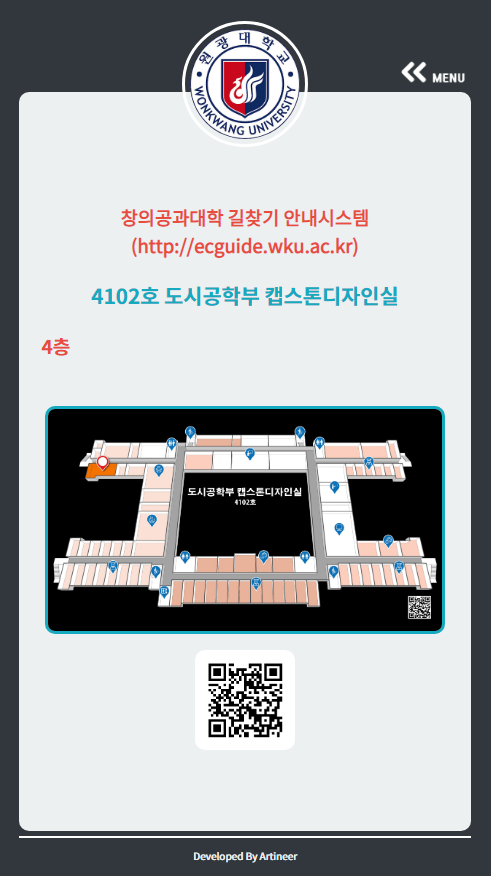 원광대학교
WONKWANG UNIVERSITY
MENU
창의공과대학 길찾기 안내시스템
(http://ecguide.wku.ac.kr)
4102호 도시공학부 캡스톤디자인실
4층
도시공학부 캡스톤디자인실
4102호
Developed By Artineer